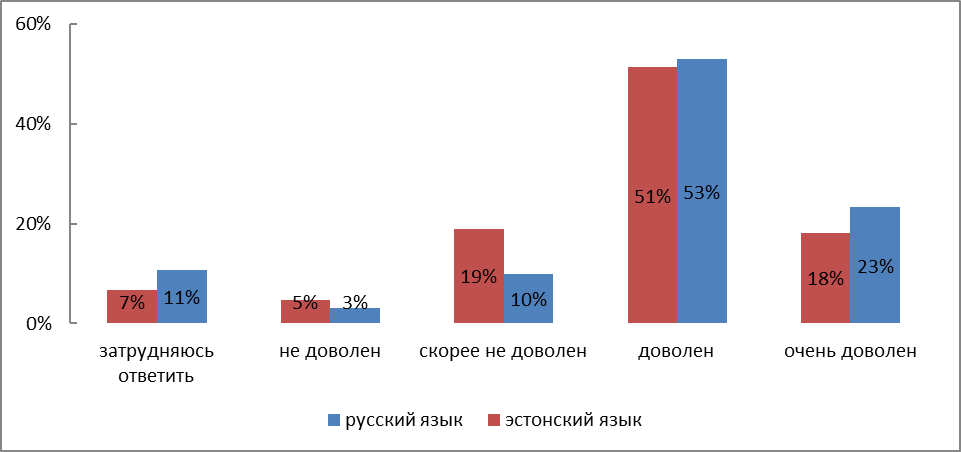 60%
40%
20%
0%
7%
11%
5%
3%
19%
10%
51%
53%
18%
23%
затрудняюсь
ответить
не доволен
скорее не доволен
доволен
очень доволен
русский язык
эстонский язык